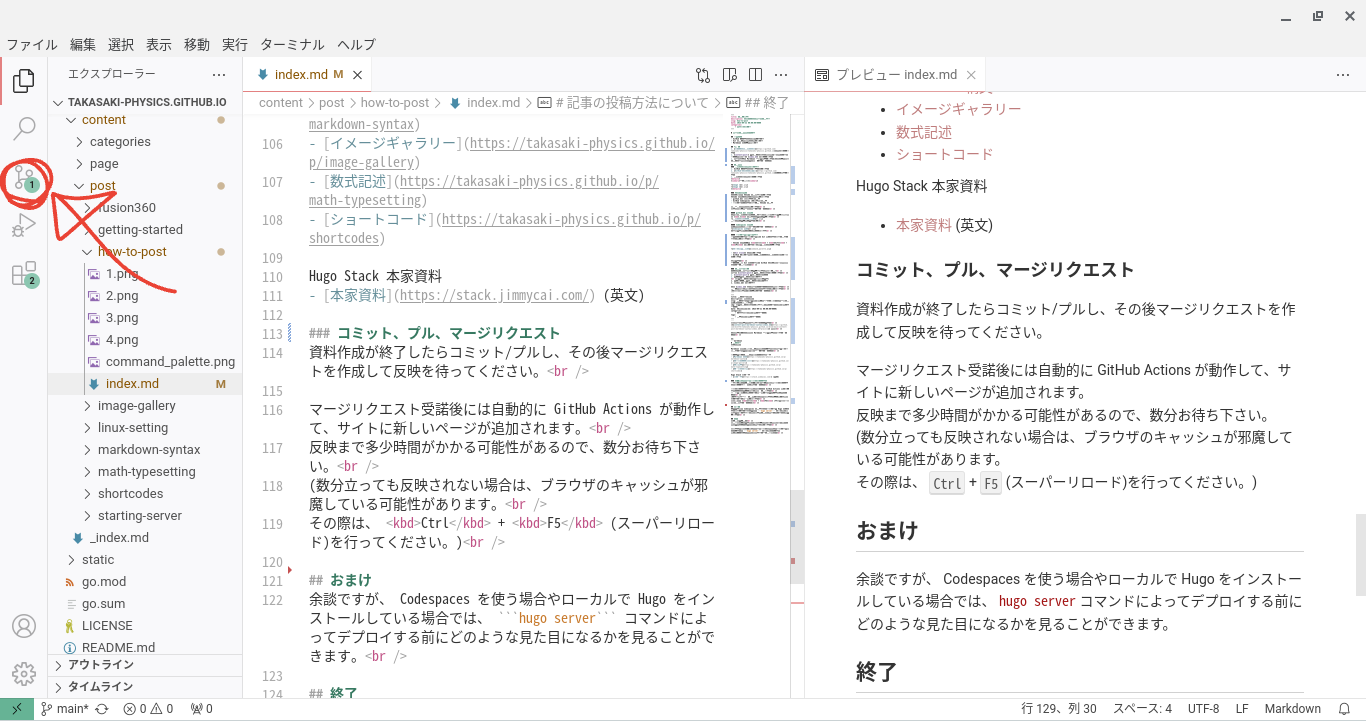 ファイル 編集 選択 表示 移動 実行 ターミナル ヘルプ
エクスプローラー
TAKASAKI-PHYSICS.GITHUB.IO
content
categories
page
post
fusion360
getting-started
how-to-post
1.png
2.png
3.png
4.png
command_palette.png
index.md M
image-gallery
linux-setting
markdown-syntax
math-typesetting
shortcodes
starting-server
_index.md
static
go.mod
go.sum
LICENSE
README.md
アウトライン
タイムライン
1
2
index.md M
content > post > how-to-post > index.md > # 記事の投稿方法について > ## 終了
markdown-syntax)
106 - [イメージギャラリー](https://takasaki-physics.github.io/
p/image-gallery)
107 - [数式記述](https://takasaki-physics.github.io/p/
math-typesetting)
108 - [ショートコード](https://takasaki-physics.github.io/p/
shortcodes)
109
110 Hugo Stack 本家資料
111 - [本家資料](https://stack.jimmycai.com/) (英文)
112
113 ### コミット、プル、マージリクエスト
114 資料作成が終了したらコミット/プルし、その後マージリクエス
トを作成して反映を待ってください。<br />
115
116 マージリクエスト受諾後には自動的に GitHub Actions が動作し
て、サイトに新しいページが追加されます。<br />
117 反映まで多少時間がかかる可能性があるので、数分お待ち下さ
い。<br />
118 (数分立っても反映されない場合は、ブラウザのキャッシュが邪
魔している可能性があります。<br />
119 その際は、 <kbd>Ctrl</kbd> + <kbd>F5</kbd> (スーパーリロー
ド)を行ってください。)<br />
120
121 ## おまけ
122 余談ですが、 Codespaces を使う場合やローカルで Hugo をイン
ストールしている場合では、 ```hugo server``` コマンドによ
ってデプロイする前にどのような見た目になるかを見ることがで
きます。<br />
123
124 ## 終了
プレビュー index.md
イメージギャラリー
数式記述
ショートコード
Hugo Stack 本家資料
本家資料 (英文)
コミット、プル、マージリクエスト
資料作成が終了したらコミット/プルし、その後マージリクエストを作
成して反映を待ってください。
マージリクエスト受諾後には自動的に GitHub Actions が動作して、サ
イトに新しいページが追加されます。
反映まで多少時間がかかる可能性があるので、数分お待ち下さい。
(数分立っても反映されない場合は、ブラウザのキャッシュが邪魔して
いる可能性があります。
その際は、 Ctrl + F5 (スーパーリロード)を行ってください。)
おまけ
余談ですが、 Codespaces を使う場合やローカルで Hugo をインストー
ルしている場合では、 hugo server コマンドによってデプロイする前に
どのような見た目になるかを見ることができます。
終了
main* 0 0 0
行 129、列 30 スペース: 4 UTF-8 LF Markdown